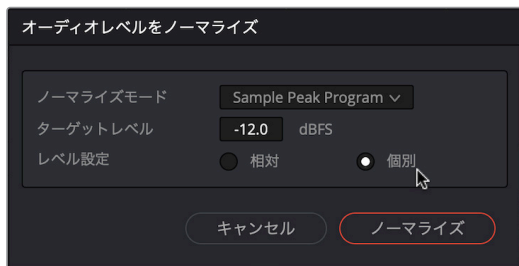 オーディオレベルをノーマライズ
ノーマライズモード Sample Peak Program
ターゲットレベル -12.0 dBFS
レベル設定 相対 個別
キャンセル ノーマライズ